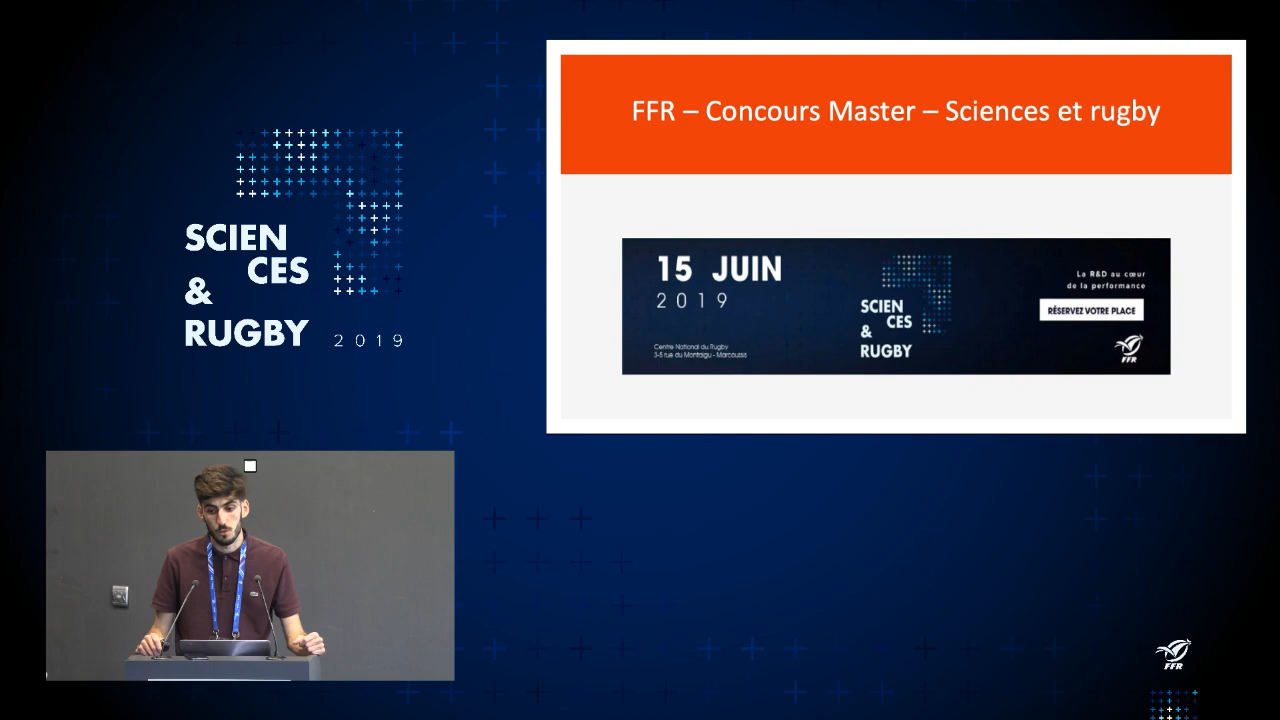 SCIEN
CES
&
RUGBY 2019
FFR – Concours Master – Sciences et rugby
15 JUIN
2019
Centre National du Rugby
3-5 rue du Montaigu - Marcoussis
SCIEN
CES
&
RUGBY
La R&D au cœur
de la performance
RÉSERVEZ VOTRE PLACE
FFR
FFR